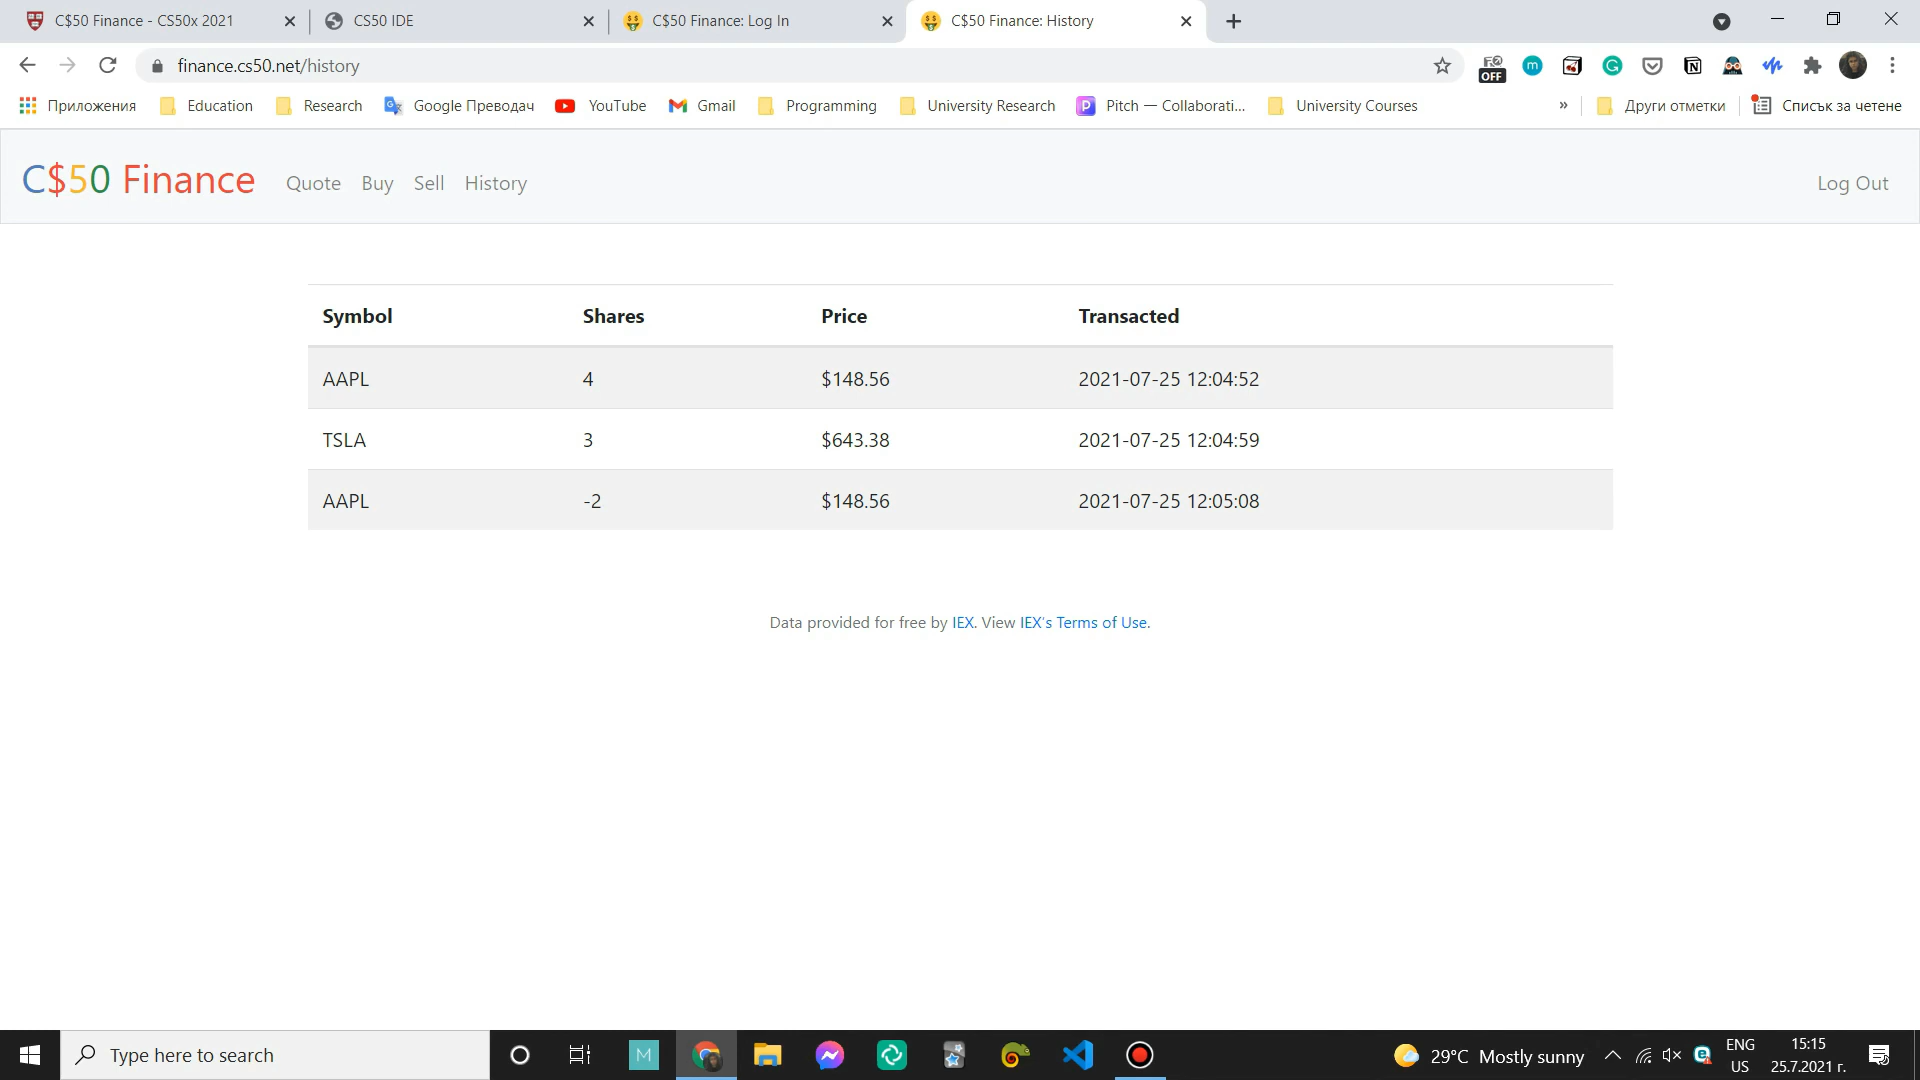 C$50 Finance - CS50x 2021
CS50 IDE
C$50 Finance: Log In
C$50 Finance: History
finance.cs50.net/history
OFF
Приложения
Education
Research
Google Преводач
YouTube
Gmail
Programming
University Research
Pitch — Collaborati...
University Courses
»
Други отметки
Списък за четене
C$50 Finance
Quote
Buy
Sell
History
Log Out
Symbol Shares Price Transacted
AAPL 4 $148.56 2021-07-25 12:04:52
TSLA 3 $643.38 2021-07-25 12:04:59
AAPL -2 $148.56 2021-07-25 12:05:08
Data provided for free by IEX. View IEX's Terms of Use.
Type here to search
M
29°C Mostly sunny
ENG
US
15:15
25.7.2021 г.